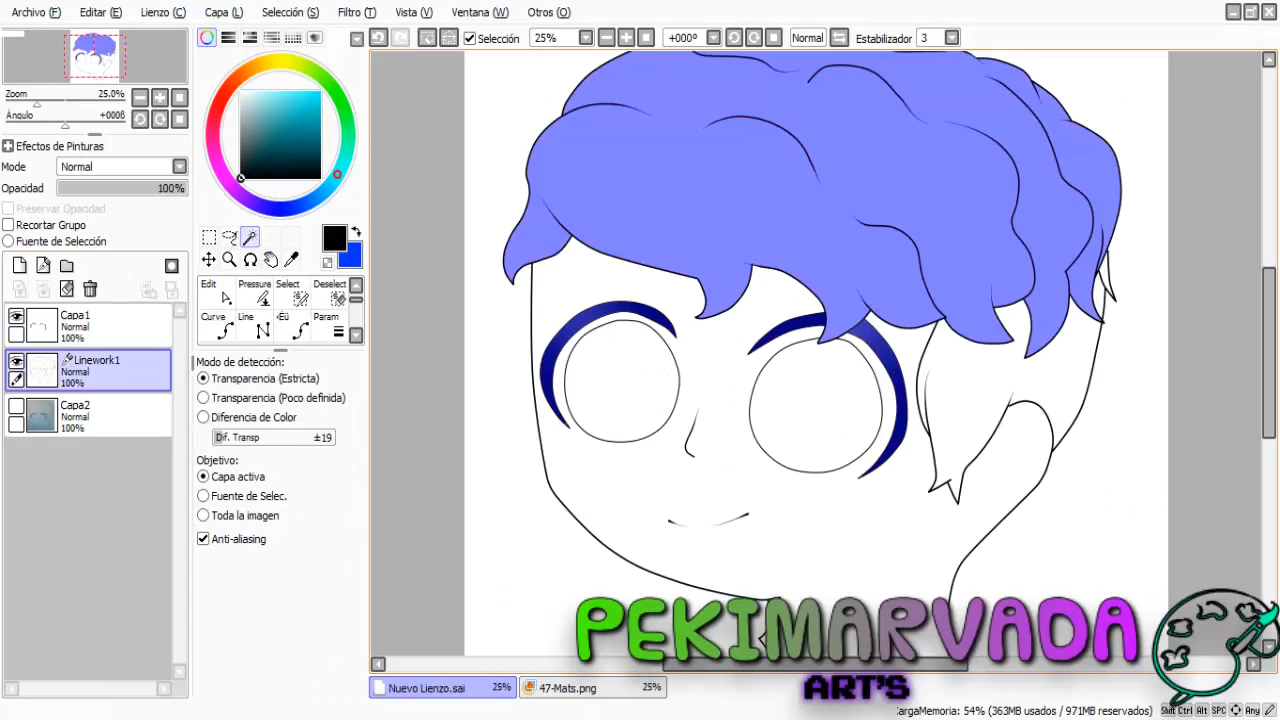 Archivo (F) Editar (E) Lienzo (C) Capa (L) Selección (S) Filtro (T) Vista (V) Ventana (W) Otros (O)
Selección 25% +000º Normal Estabilizador 3
Zoom 25.0%
Ángulo +000ß
Efectos de Pinturas
Mode Normal
Opacidad 100%
Preservar Opacidad
Recortar Grupo
Fuente de Selección
Capa1
Normal
100%
Linework1
Normal
100%
Capa2
Normal
100%
Edit Pressure Select Deselect
Curve Line ‹Eú Param
Modo de detección:
Transparencia (Estricta)
Transparencia (Poco definida)
Diferencia de Color
Dif. Transp ±19
Objetivo:
Capa activa
Fuente de Selec.
Toda la imagen
Anti-aliasing
PEKIMARVADA
ART'S
Nuevo Lienzo.sai 25% 47-Mats.png 25%
CargaMemoria: 54% (363MB usados / 971MB reservados) Shift Ctrl Alt SPC Any